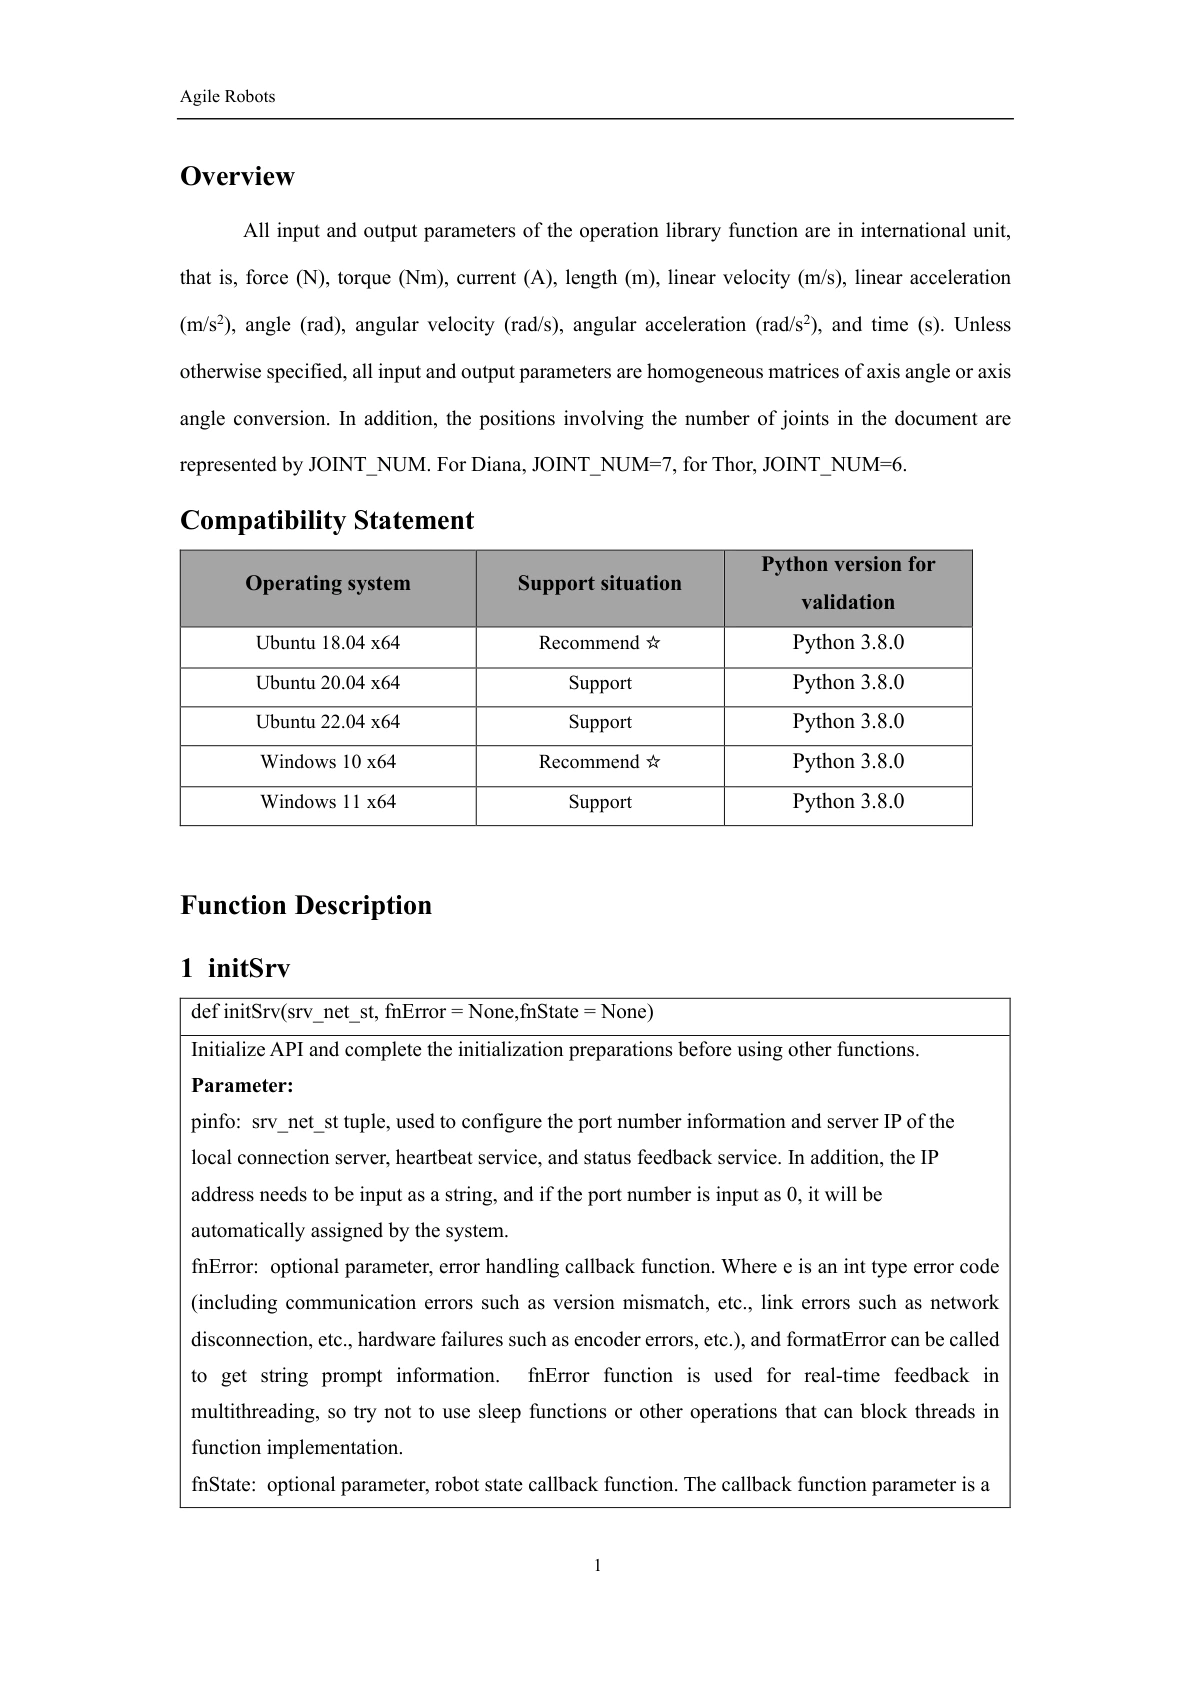 Agile Robots
Overview
All input and output parameters of the operation library function are in international unit,
that is, force (N), torque (Nm), current (A), length (m), linear velocity (m/s), linear acceleration
(m/s²), angle (rad), angular velocity (rad/s), angular acceleration (rad/s²), and time (s). Unless
otherwise specified, all input and output parameters are homogeneous matrices of axis angle or axis
angle conversion. In addition, the positions involving the number of joints in the document are
represented by JOINT_NUM. For Diana, JOINT_NUM=7, for Thor, JOINT_NUM=6.
Compatibility Statement
Operating system Support situation Python version for
validation
Ubuntu 18.04 x64 Recommend ☆ Python 3.8.0
Ubuntu 20.04 x64 Support Python 3.8.0
Ubuntu 22.04 x64 Support Python 3.8.0
Windows 10 x64 Recommend ☆ Python 3.8.0
Windows 11 x64 Support Python 3.8.0
Function Description
1 initSrv
def initSrv(srv_net_st, fnError = None,fnState = None)
Initialize API and complete the initialization preparations before using other functions.
Parameter:
pinfo: srv_net_st tuple, used to configure the port number information and server IP of the
local connection server, heartbeat service, and status feedback service. In addition, the IP
address needs to be input as a string, and if the port number is input as 0, it will be
automatically assigned by the system.
fnError: optional parameter, error handling callback function. Where e is an int type error code
(including communication errors such as version mismatch, etc., link errors such as network
disconnection, etc., hardware failures such as encoder errors, etc.), and formatError can be called
to get string prompt information. fnError function is used for real-time feedback in
multithreading, so try not to use sleep functions or other operations that can block threads in
function implementation.
fnState: optional parameter, robot state callback function. The callback function parameter is a
1